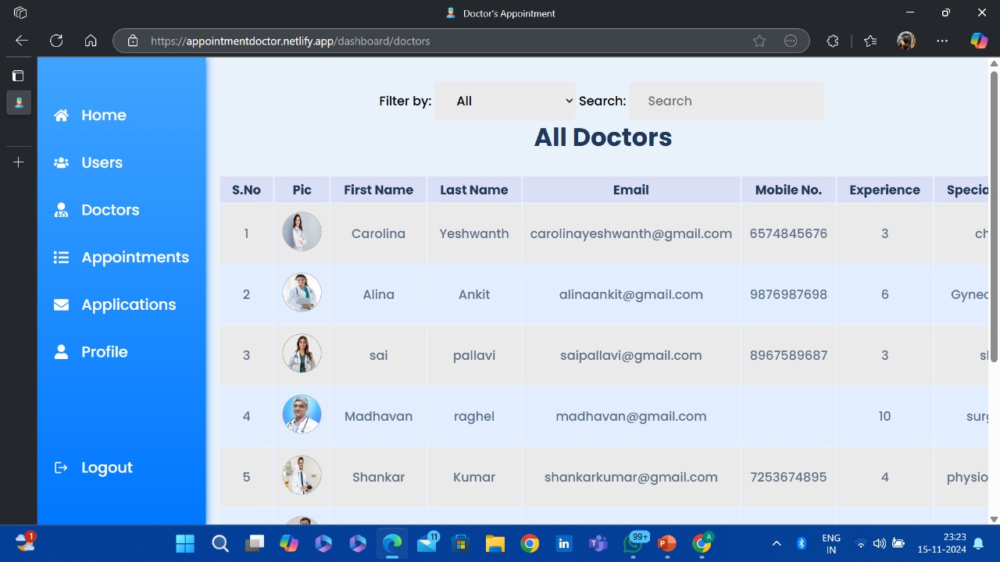 Doctor's Appointment
https://appointmentdoctor.netlify.app/dashboard/doctors
Home
Users
Doctors
Appointments
Applications
Profile
Logout
Filter by: All Search: Search
All Doctors
S.No Pic First Name Last Name Email Mobile No. Experience Specia
1 Carolina Yeshwanth carolinayeshwanth@gmail.com 6574845676 3 ch
2 Alina Ankit alinaankit@gmail.com 9876987698 6 Gynec
3 sai pallavi saipallavi@gmail.com 8967589687 3
4 Madhavan raghel madhavan@gmail.com 10 surg
5 Shankar Kumar shankarkumar@gmail.com 7253674895 4 physio
1
11
99+
A
ENG
IN
23:23
15-11-2024